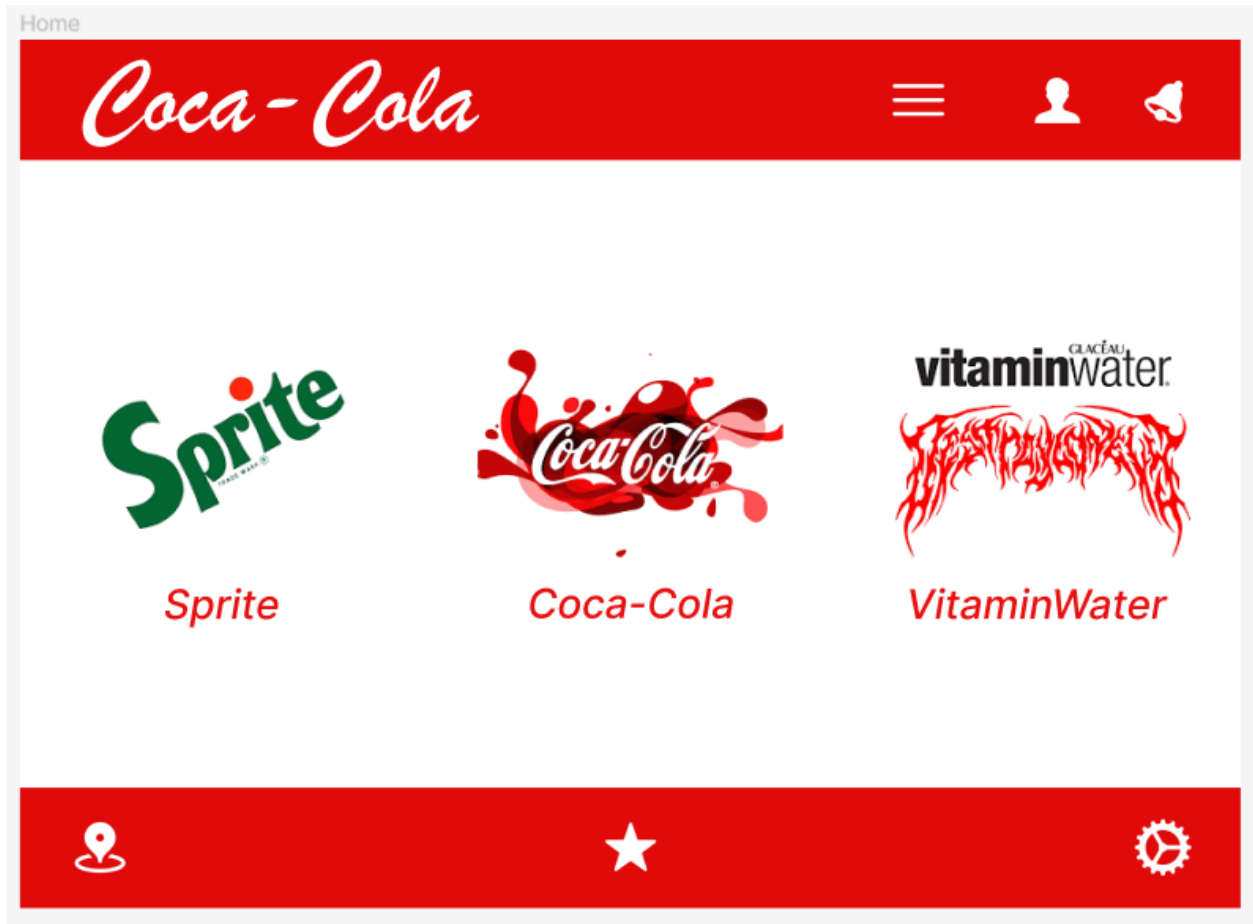 Home
Coca-Cola
Sprite
TRADE MARK ®
Coca-Cola®
GLACÉAU
vitaminwater®
Sprite
Coca-Cola
VitaminWater